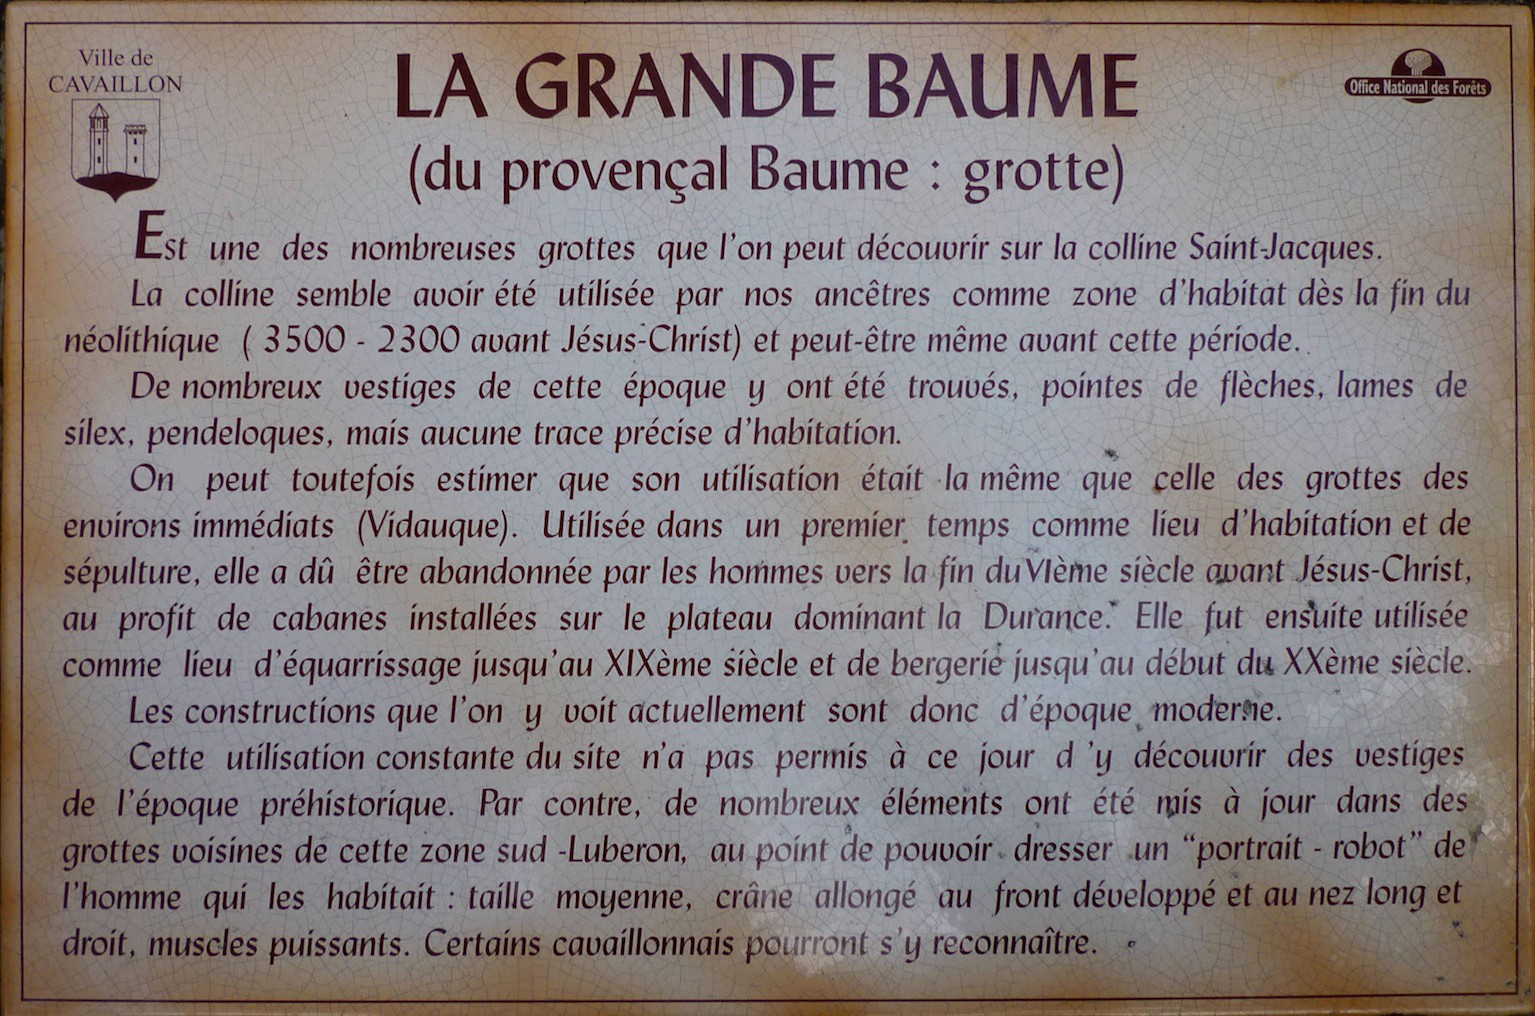 Ville de
CAVAILLON
LA GRANDE BAUME
Office National des Forêts
(du provençal Baume : grotte)
Est une des nombreuses grottes que l'on peut découvrir sur la colline Saint-Jacques.
La colline semble avoir été utilisée par nos ancêtres comme zone d'habitat dès la fin du
néolithique ( 3500 - 2300 avant Jésus-Christ) et peut-être même avant cette période.
De nombreux vestiges de cette époque y ont été trouvés, pointes de flèches, lames de
silex, pendeloques, mais aucune trace précise d'habitation.
On peut toutefois estimer que son utilisation était la même que celle des grottes des
environs immédiats (Vidauque). Utilisée dans un premier temps comme lieu d'habitation et de
sépulture, elle a dû être abandonnée par les hommes vers la fin du VIème siècle avant Jésus-Christ,
au profit de cabanes installées sur le plateau dominant la Durance. Elle fut ensuite utilisée
comme lieu d'équarrissage jusqu'au XIXème siècle et de bergerie jusqu'au début du XXème siècle.
Les constructions que l'on y voit actuellement sont donc d'époque moderne.
Cette utilisation constante du site n'a pas permis à ce jour d 'y découvrir des vestiges
de l'époque préhistorique. Par contre, de nombreux éléments ont été mis à jour dans des
grottes voisines de cette zone sud -Luberon, au point de pouvoir dresser un "portrait - robot" de
l'homme qui les habitait : taille moyenne, crâne allongé au front développé et au nez long et
droit, muscles puissants. Certains cavaillonnais pourront s'y reconnaître.